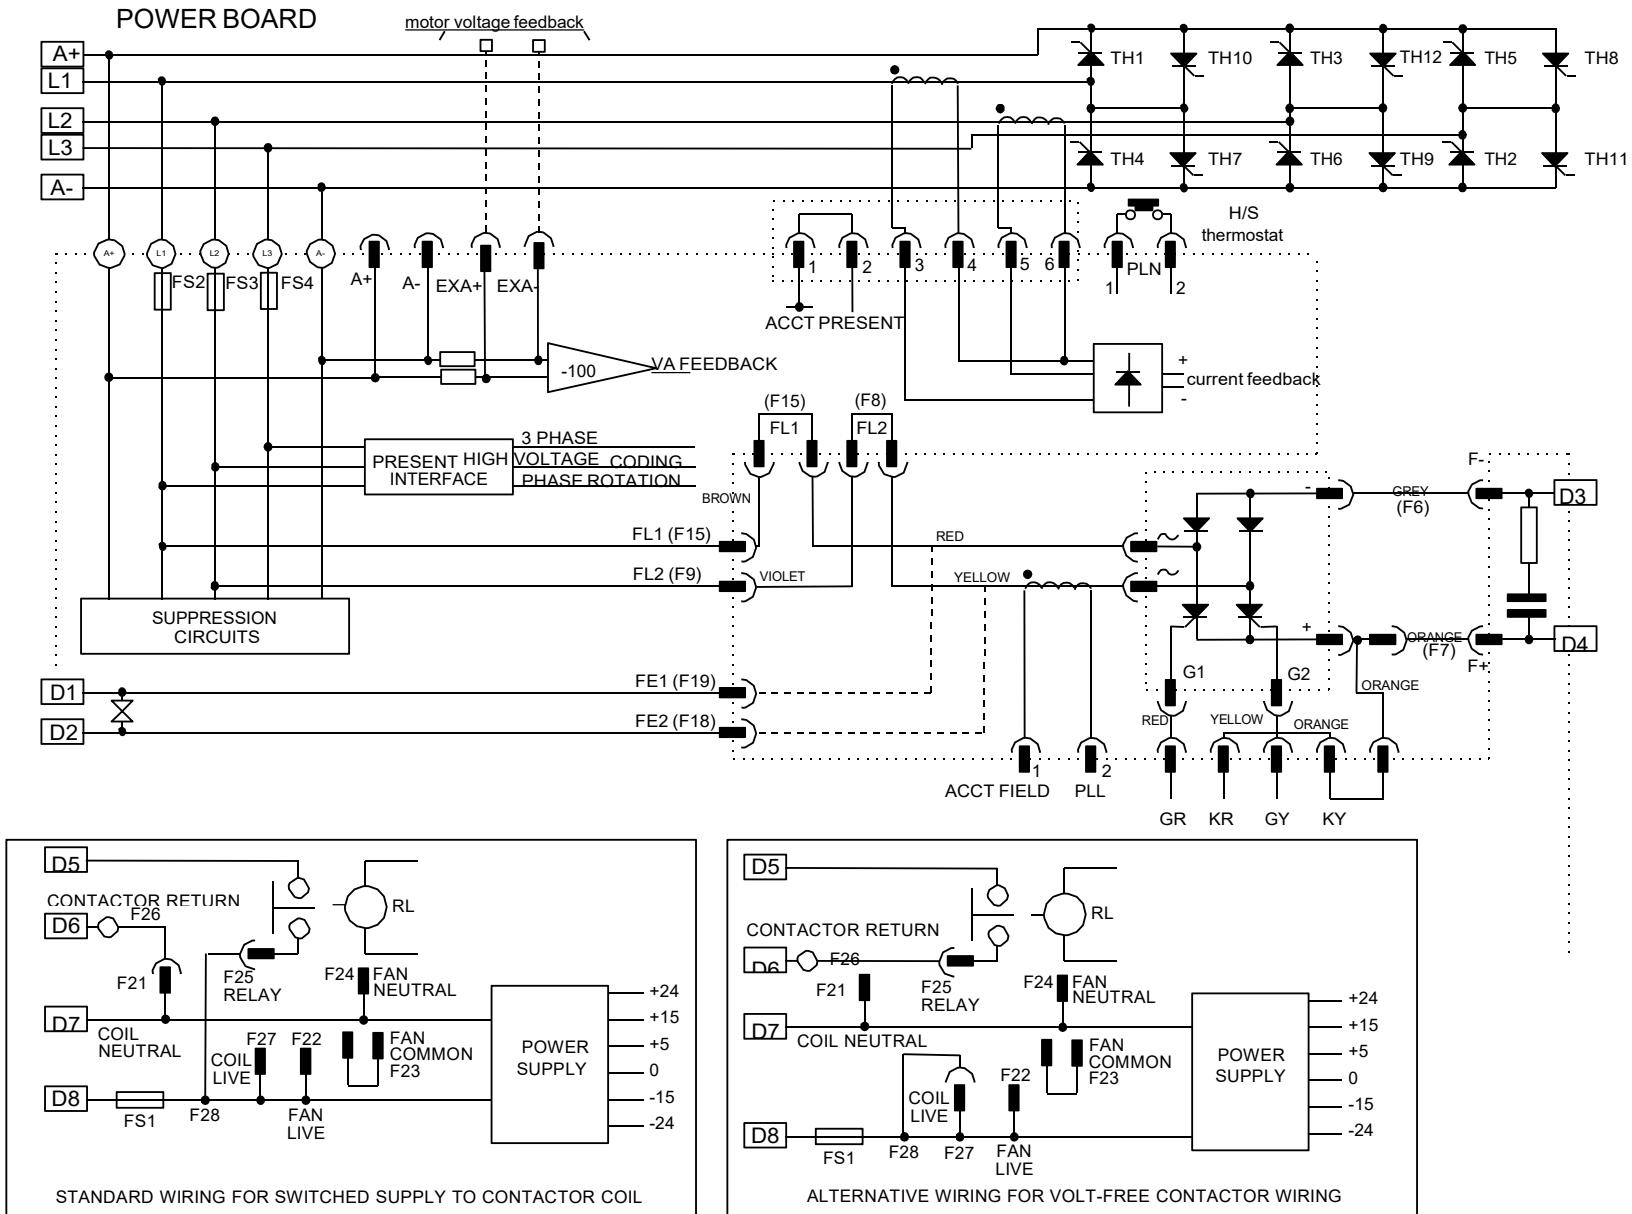 POWER BOARD
motor voltage feedback
A+
L1
L2
L3
A-
TH1
TH10
TH3
TH12
TH5
TH8
TH4
TH7
TH6
TH9
TH2
TH11
H/S
thermostat
A+
L1
L2
L3
A-
FS2
FS3
FS4
A+
A-
EXA+
EXA-
1
2
3
4
5
6
PLN
1
2
ACCT PRESENT
-100
VA FEEDBACK
+
current feedback
-
(F15)
FL1
(F8)
FL2
PRESENT HIGH
INTERFACE
3 PHASE
VOLTAGE CODING
PHASE ROTATION
BROWN
F-
-
GREY
(F6)
D3
FL1 (F15)
RED
FL2 (F9)
VIOLET
YELLOW
SUPPRESSION
CIRCUITS
+
ORANGE
(F7)
F+
D4
D1
FE1 (F19)
G1
G2
ORANGE
D2
FE2 (F18)
RED
YELLOW
ORANGE
1
2
ACCT FIELD
PLL
GR
KR
GY
KY
D5
CONTACTOR RETURN
F26
D6
RL
F21
F25
RELAY
F24
FAN
NEUTRAL
D7
COIL
NEUTRAL
F27
F22
COIL
LIVE
FAN
COMMON
F23
POWER
SUPPLY
+24
+15
+5
0
-15
-24
D8
FS1
F28
FAN
LIVE
STANDARD WIRING FOR SWITCHED SUPPLY TO CONTACTOR COIL
D5
CONTACTOR RETURN
D6
F26
RL
F21
F25
RELAY
F24
FAN
NEUTRAL
D7
COIL NEUTRAL
F22
COIL
LIVE
FAN
COMMON
F23
POWER
SUPPLY
+24
+15
+5
0
-15
-24
D8
FS1
F28
F27
FAN
LIVE
ALTERNATIVE WIRING FOR VOLT-FREE CONTACTOR WIRING